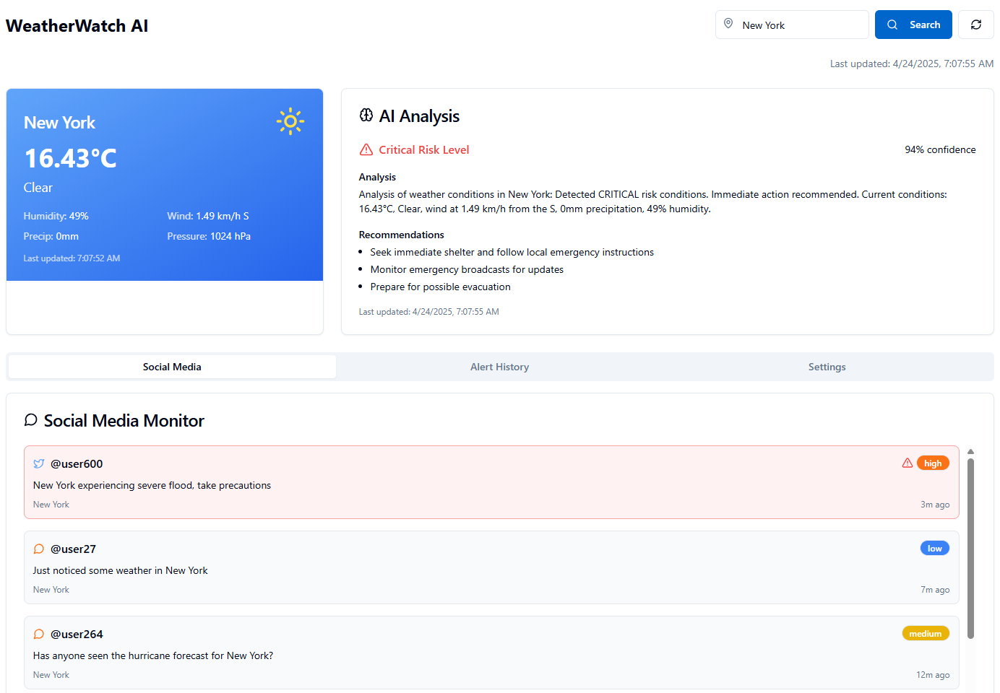 WeatherWatch AI
New York
Search
Last updated: 4/24/2025, 7:07:55 AM
New York
16.43°C
Clear
Humidity: 49%
Wind: 1.49 km/h S
Precip: 0mm
Pressure: 1024 hPa
Last updated: 7:07:52 AM
AI Analysis
Critical Risk Level
94% confidence
Analysis
Analysis of weather conditions in New York: Detected CRITICAL risk conditions. Immediate action recommended. Current conditions:
16.43°C, Clear, wind at 1.49 km/h from the S, 0mm precipitation, 49% humidity.
Recommendations
Seek immediate shelter and follow local emergency instructions
Monitor emergency broadcasts for updates
Prepare for possible evacuation
Last updated: 4/24/2025, 7:07:55 AM
Social Media
Alert History
Settings
Social Media Monitor
@user600
high
New York experiencing severe flood, take precautions
New York
3m ago
@user27
low
Just noticed some weather in New York
New York
7m ago
@user264
medium
Has anyone seen the hurricane forecast for New York?
New York
12m ago